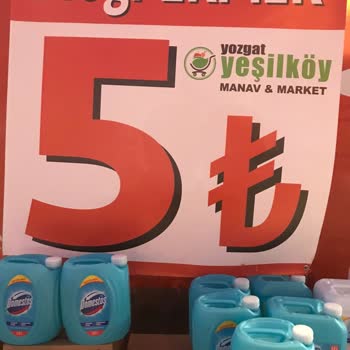 yozgat
yeşilköy
MANAV & MARKET
5 ₺
Domestos
Domestos